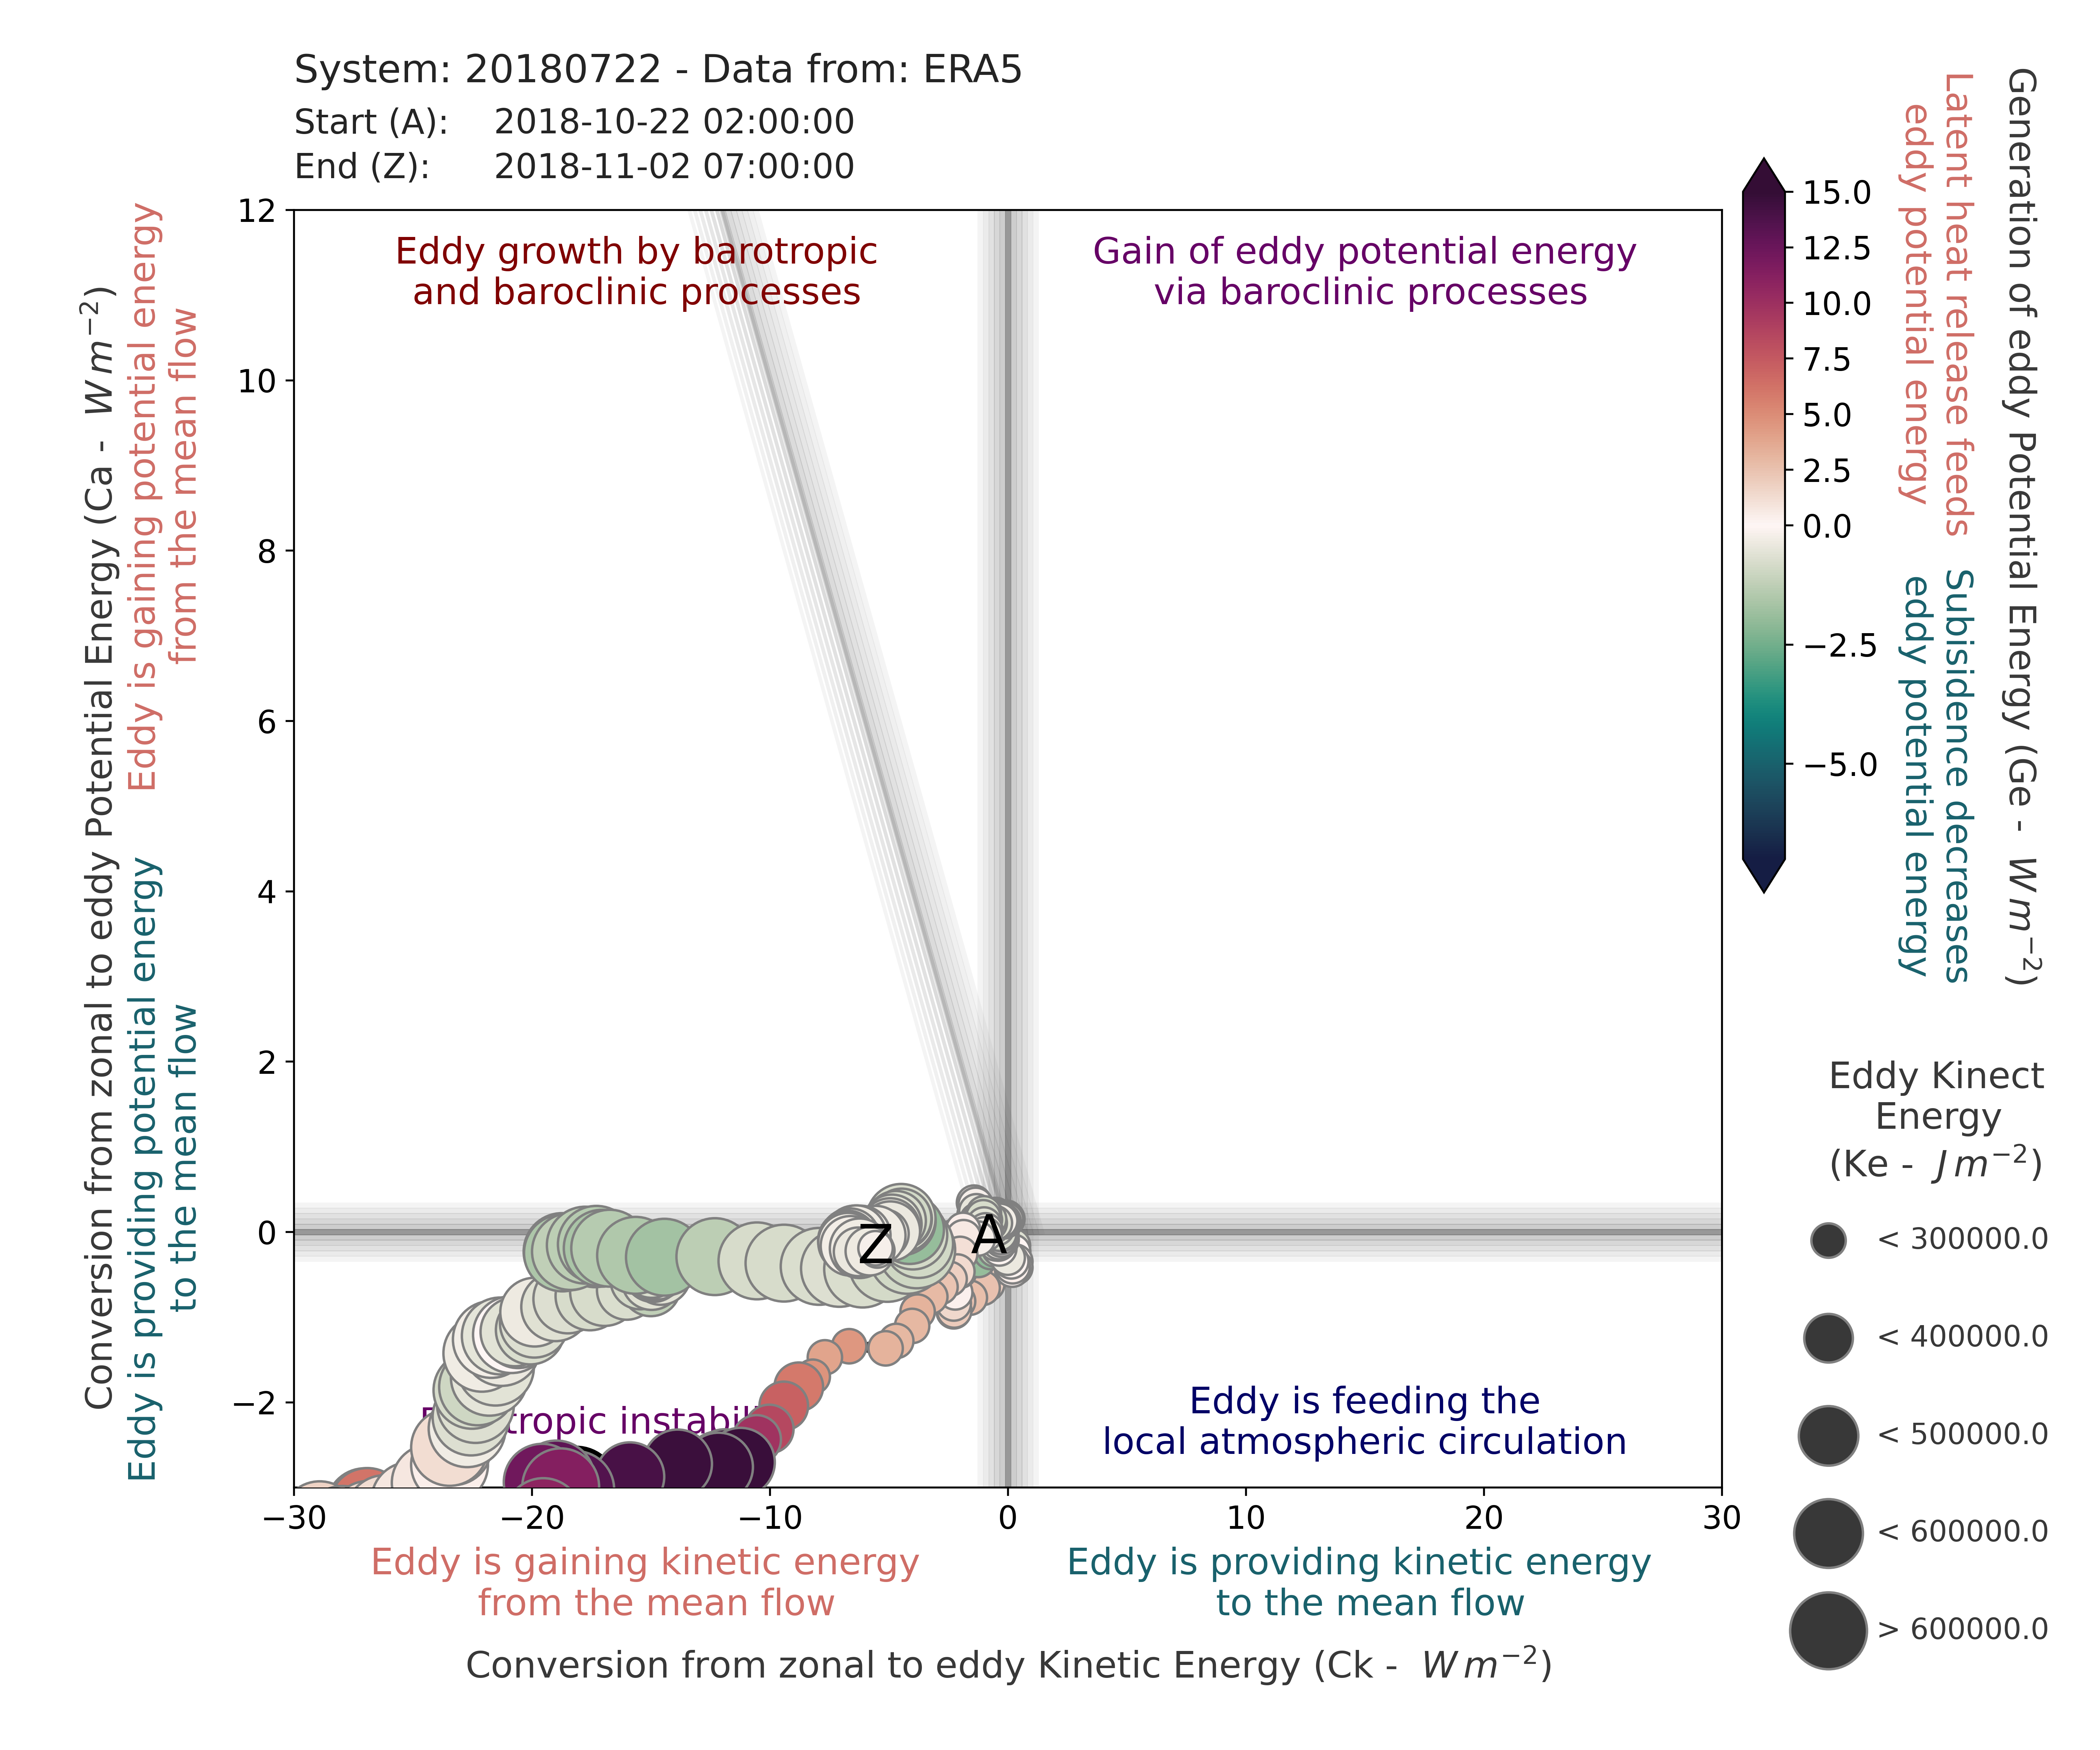 System: 20180722 - Data from: ERA5
Start (A): 2018-10-22 02:00:00
End (Z): 2018-11-02 07:00:00
Conversion from zonal to eddy Potential Energy (Ca - W m⁻²)
Eddy is gaining potential energy
from the mean flow
Eddy is providing potential energy
to the mean flow
12
10
8
6
4
2
0
−2
Eddy growth by barotropic
and baroclinic processes
Gain of eddy potential energy
via baroclinic processes
Z
A
tropic
Eddy is feeding the
local atmospheric circulation
−30
−20
−10
0
10
20
30
Eddy is gaining kinetic energy
from the mean flow
Eddy is providing kinetic energy
to the mean flow
Conversion from zonal to eddy Kinetic Energy (Ck - W m⁻²)
15.0
12.5
10.0
7.5
5.0
2.5
0.0
−2.5
−5.0
Latent heat release feeds
eddy potential energy
Subisidence decreases
eddy potential energy
Generation of eddy Potential Energy (Ge - W m⁻²)
Eddy Kinect
Energy
(Ke - J m⁻²)
< 300000.0
< 400000.0
< 500000.0
< 600000.0
> 600000.0